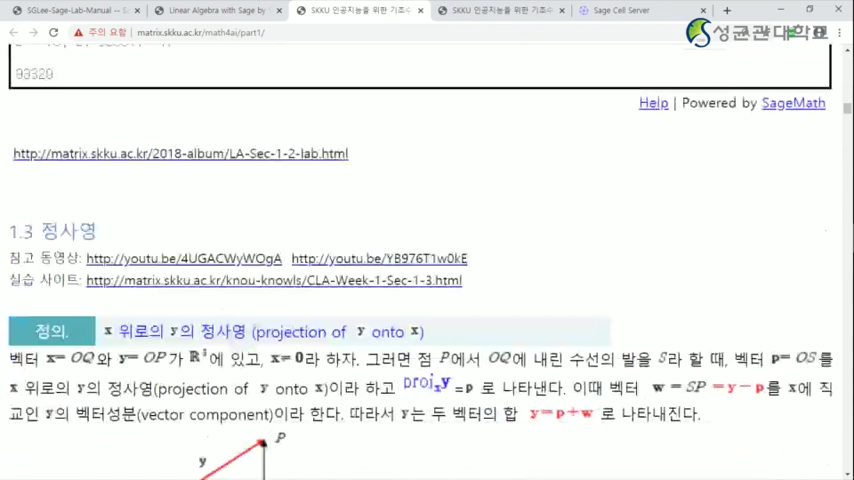 SGLee-Sage-Lab-Manual
Linear Algebra with Sage by
SKKU 인공지능을 위한 기초수
SKKU 인공지능을 위한 기초수
Sage Cell Server
주의 요함 | matrix.skku.ac.kr/math4ai/part1/
성균관대학교
Help | Powered by SageMath
http://matrix.skku.ac.kr/2018-album/LA-Sec-1-2-lab.html
1.3 정사영
참고 동영상: http://youtu.be/4UGACWyWOgA http://youtu.be/YB976T1w0kE
실습 사이트: http://matrix.skku.ac.kr/knou-knowls/CLA-Week-1-Sec-1-3.html
정의. x 위로의 y의 정사영 (projection of y onto x)
벡터 x= OQ와 y= OP가 ℝ³에 있고, x≠0라 하자. 그러면 점 P에서 OQ에 내린 수선의 발을 S라 할 때, 벡터 p= OS를
x 위로의 y의 정사영(projection of y onto x)이라 하고 projₓy =p 로 나타낸다. 이때 벡터 w = SP = y − p를 x에 직
교인 y의 벡터성분(vector component)이라 한다. 따라서 y는 두 벡터의 합 y = p + w 로 나타내진다.
P
y